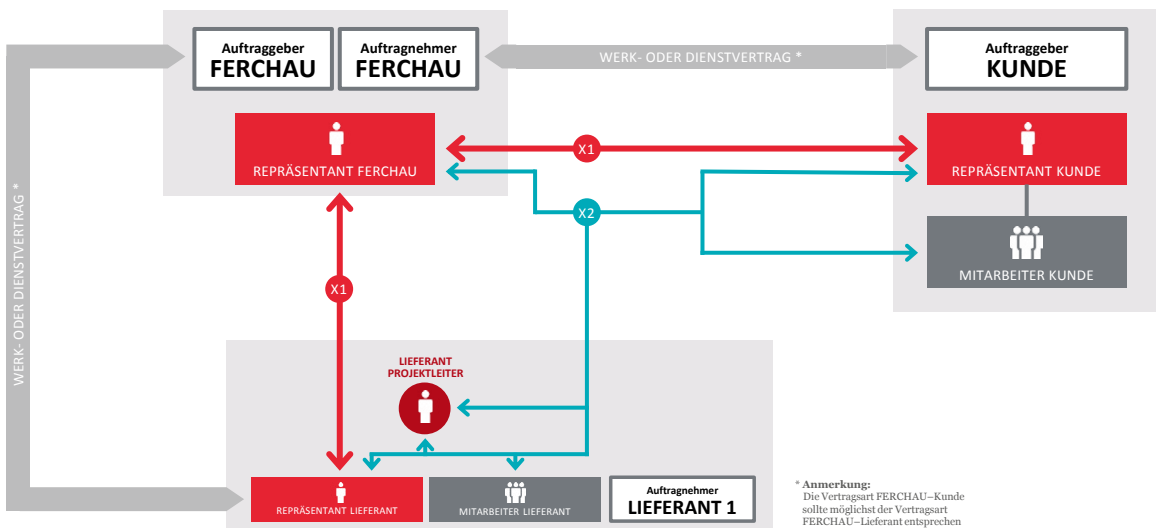 Auftraggeber
FERCHAU
Auftragnehmer
FERCHAU
WERK- ODER DIENSTVERTRAG *
Auftraggeber
KUNDE
REPRÄSENTANT FERCHAU
X1
REPRÄSENTANT KUNDE
X2
MITARBEITER KUNDE
WERK- ODER DIENSTVERTRAG *
X1
LIEFERANT
PROJEKTLEITER
REPRÄSENTANT LIEFERANT
MITARBEITER LIEFERANT
Auftragnehmer
LIEFERANT 1
* Anmerkung:
Die Vertragsart FERCHAU–Kunde
sollte möglichst der Vertragsart
FERCHAU–Lieferant entsprechen